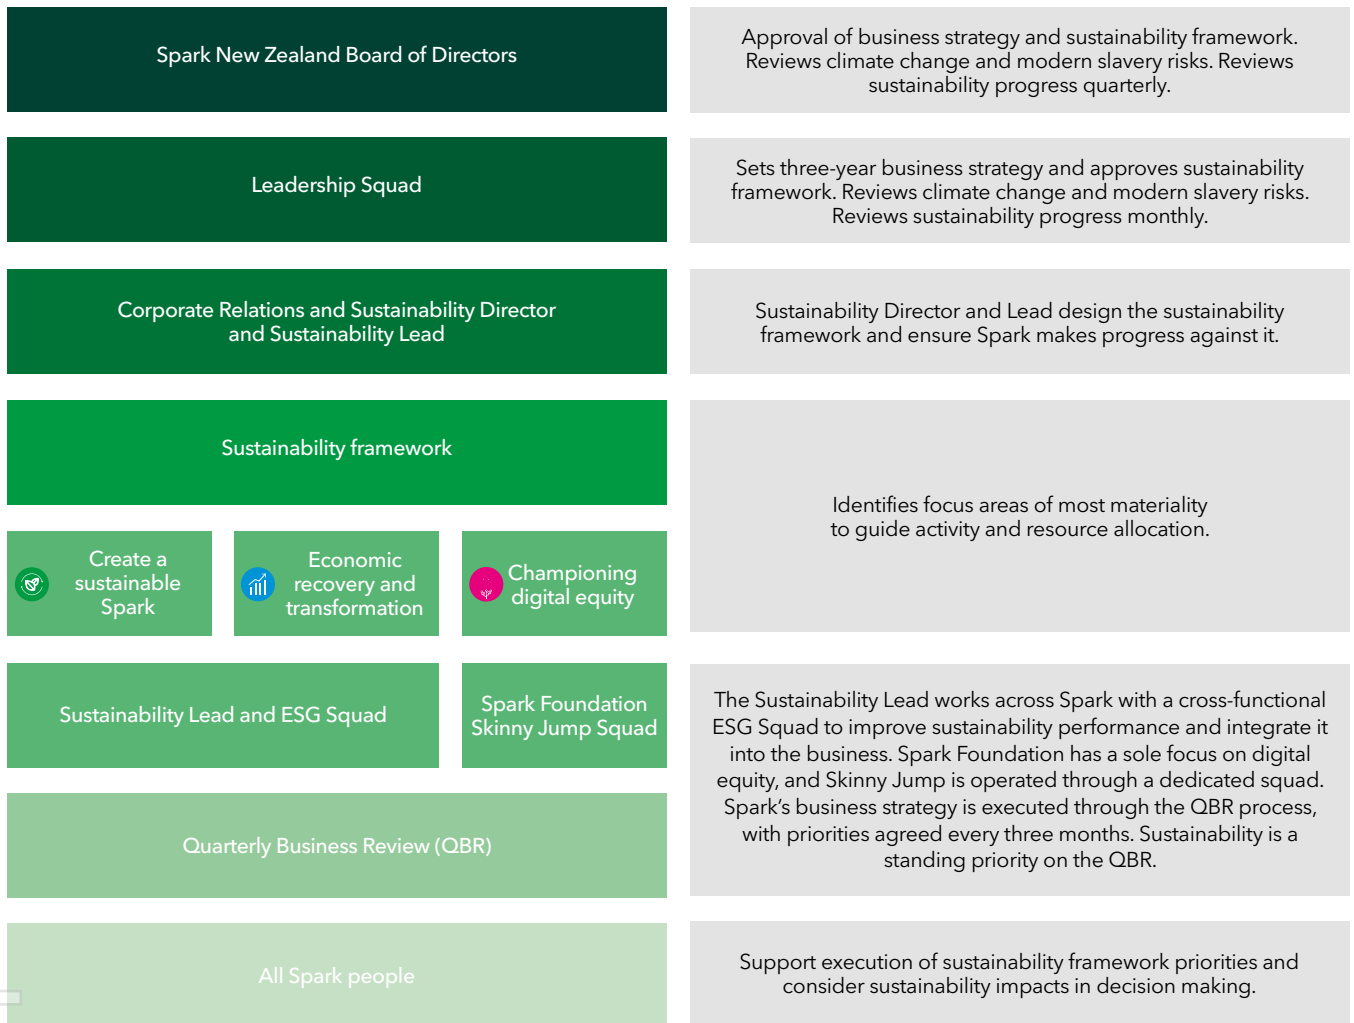 Spark New Zealand Board of Directors
Approval of business strategy and sustainability framework.
Reviews climate change and modern slavery risks. Reviews
sustainability progress quarterly.
Leadership Squad
Sets three-year business strategy and approves sustainability
framework. Reviews climate change and modern slavery risks.
Reviews sustainability progress monthly.
Corporate Relations and Sustainability Director
and Sustainability Lead
Sustainability Director and Lead design the sustainability
framework and ensure Spark makes progress against it.
Sustainability framework
Create a
sustainable
Spark
Economic
recovery and
transformation
Championing
digital equity
Identifies focus areas of most materiality
to guide activity and resource allocation.
Sustainability Lead and ESG Squad
Spark Foundation
Skinny Jump Squad
Quarterly Business Review (QBR)
The Sustainability Lead works across Spark with a cross-functional
ESG Squad to improve sustainability performance and integrate it
into the business. Spark Foundation has a sole focus on digital
equity, and Skinny Jump is operated through a dedicated squad.
Spark’s business strategy is executed through the QBR process,
with priorities agreed every three months. Sustainability is a
standing priority on the QBR.
All Spark people
Support execution of sustainability framework priorities and
consider sustainability impacts in decision making.